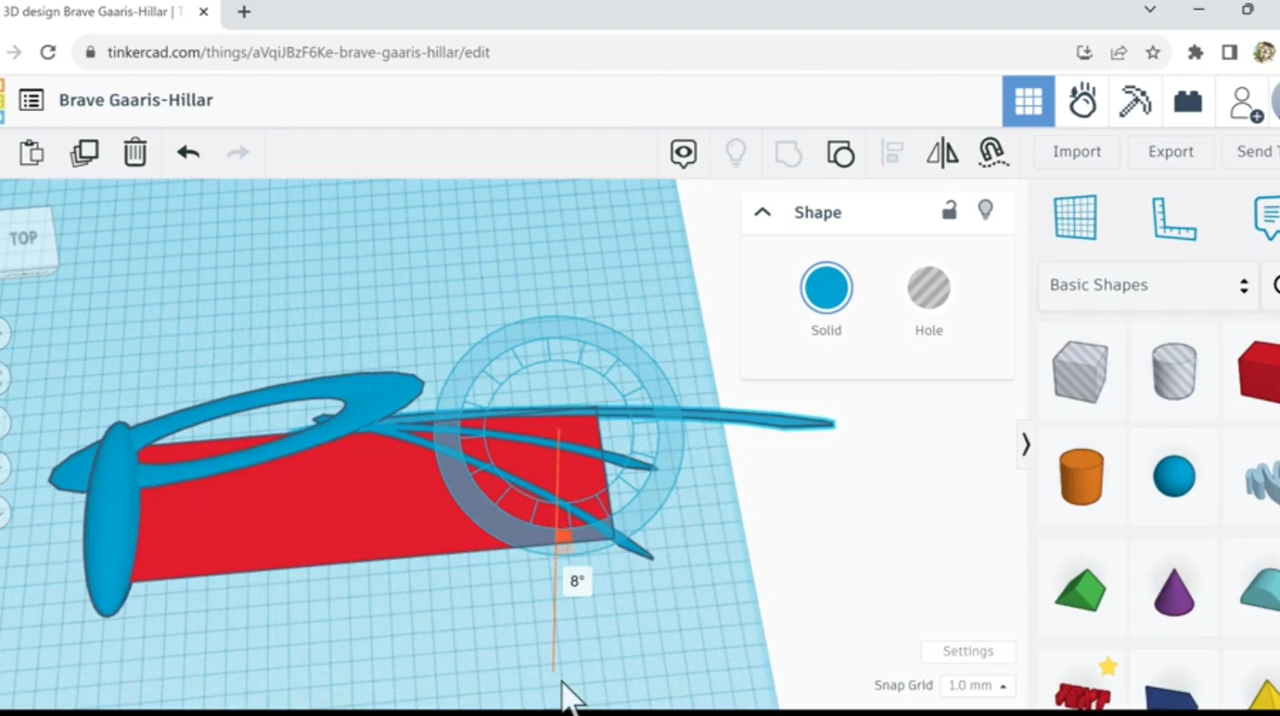 3D design Brave Gaaris-Hillar | T
tinkercad.com/things/aVqiJBzF6Ke-brave-gaaris-hillar/edit
Brave Gaaris-Hillar
Import
Export
Send T
TOP
Shape
Solid
Hole
Basic Shapes
8°
Settings
Snap Grid
1.0 mm
TEXT